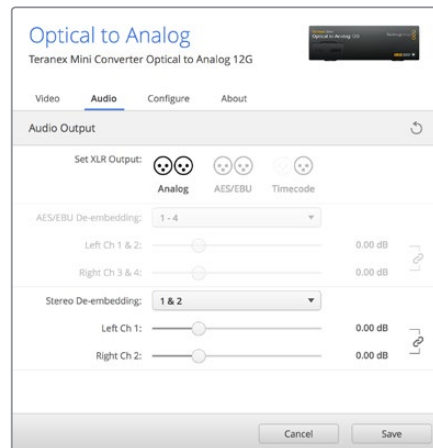 Optical to Analog
Teranex Mini Converter Optical to Analog 12G
Video Audio Configure About
Audio Output
Set XLR Output:
Analog AES/EBU Timecode
AES/EBU De-embedding: 1 - 4
Left Ch 1 & 2: 0.00 dB
Right Ch 3 & 4: 0.00 dB
Stereo De-embedding: 1 & 2
Left Ch 1: 0.00 dB
Right Ch 2: 0.00 dB
Cancel Save